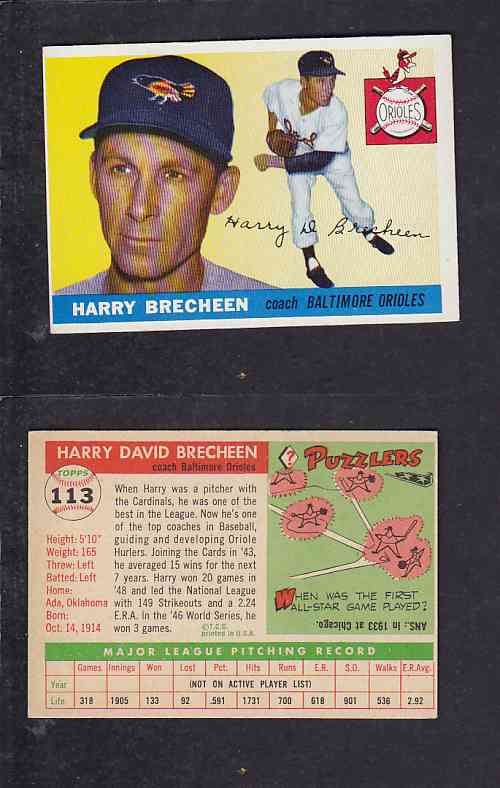 ORIOLES
Harry D Brecheen
HARRY BRECHEEN coach BALTIMORE ORIOLES
HARRY DAVID BRECHEEN
coach Baltimore Orioles
TOPPS
113
Height: 5'10"
Weight: 165
Threw: Left
Batted: Left
Home:
Ada, Oklahoma
Born:
Oct. 14, 1914
When Harry was a pitcher with
the Cardinals, he was one of the
best in the League. Now he's one
of the top coaches in Baseball,
guiding and developing Oriole
Hurlers. Joining the Cards in '43,
he averaged 15 wins for the next
7 years. Harry won 20 games in
'48 and led the National League
with 149 Strikeouts and a 2.24
E.R.A. In the '46 World Series, he
won 3 games.
©T.C.G.
printed in U.S.A.
? PUZZLERS
WHEN WAS THE FIRST
ALL-STAR GAME PLAYED?
ANS. in 1933 at Chicago.
MAJOR LEAGUE PITCHING RECORD
Games Innings Won Lost Pct. Hits Runs E.R. S.O. Walks E.R.Avg.
Year (NOT ON ACTIVE PLAYER LIST)
Life 318 1905 133 92 .591 1731 700 618 901 536 2.92